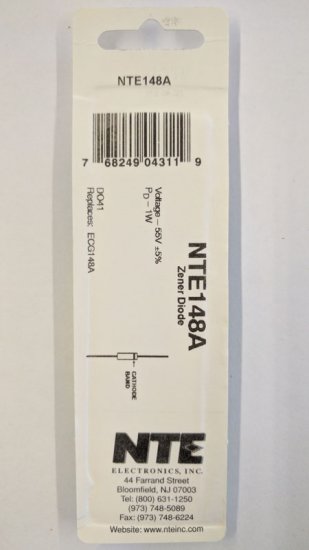 NTE148A
7 68249 04311 9
NTE148A
Zener Diode
Voltage – 55V ±5%
PD – 1W
DO41
Replaces: ECG148A
CATHODE
BAND
NTE
ELECTRONICS, INC.
44 Farrand Street
Bloomfield, NJ 07003
Tel: (800) 631-1250
(973) 748-5089
Fax: (973) 748-6224
Website: www.nteinc.com